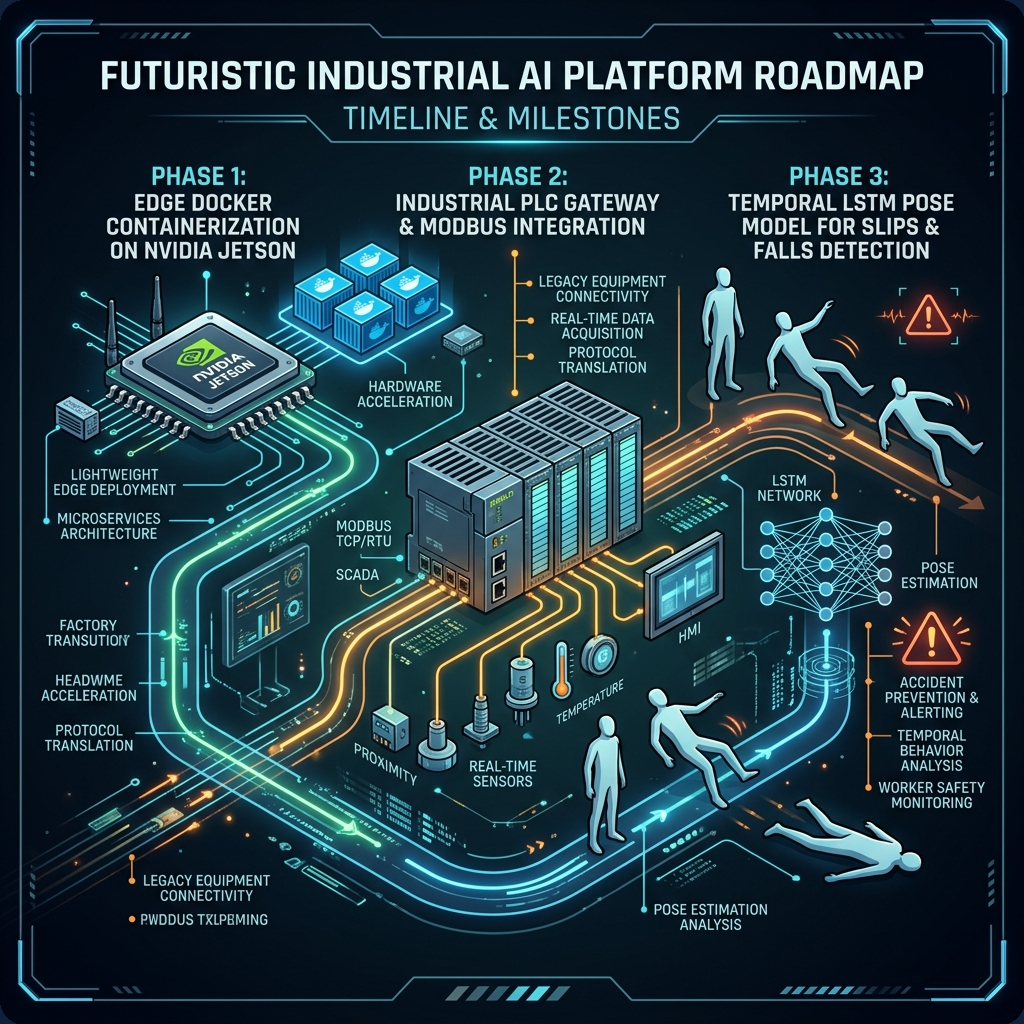 FUTURISTIC INDUSTRIAL AI PLATFORM ROADMAP
TIMELINE & MILESTONES
PHASE 1:
EDGE DOCKER
CONTAINERIZATION
ON NVIDIA JETSON
PHASE 2:
INDUSTRIAL PLC GATEWAY
& MODBUS INTEGRATION
PHASE 3:
TEMPORAL LSTM POSE
MODEL FOR SLIPS &
FALLS DETECTION
LEGACY EQUIPMENT
CONNECTIVITY
REAL-TIME DATA
ACQUISITION
PROTOCOL
TRANSLATION
NVIDIA
JETSON
HARDWARE
ACCELERATION
LIGHTWEIGHT
EDGE DEPLOYMENT
MICROSERVICES
ARCHITECTURE
MODBUS
TCP/RTU
SCADA
LSTM
NETWORK
POSE
ESTIMATION
HMI
FACTORY
HEADWME
ACCELERATION
PROTOCOL
TRANSLATION
TEMPERATURE
PROXIMITY
REAL-TIME
SENSORS
ACCIDENT
PREVENTION &
ALERTING
TEMPORAL
BEHAVIOR
ANALYSIS
WORKER SAFETY
MONITORING
LEGACY EQUIPMENT
CONNECTIVITY
PWDDUS
POSE ESTIMATION
ANALYSIS